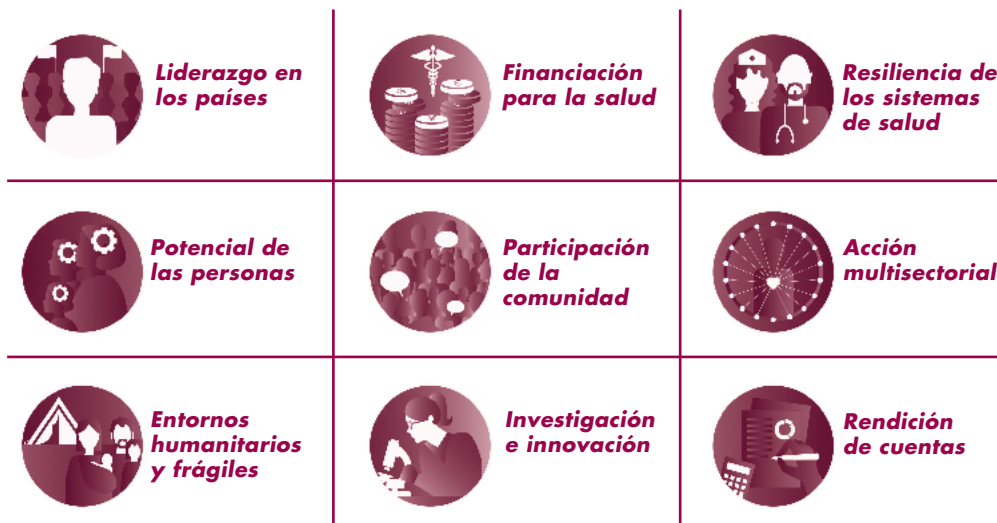 Liderazgo en
los países
Financiación
para la salud
Resiliencia de
los sistemas
de salud
Potencial de
las personas
Participación
de la
comunidad
Acción
multisectorial
Entornos
humanitarios
y frágiles
Investigación
e innovación
Rendición
de cuentas